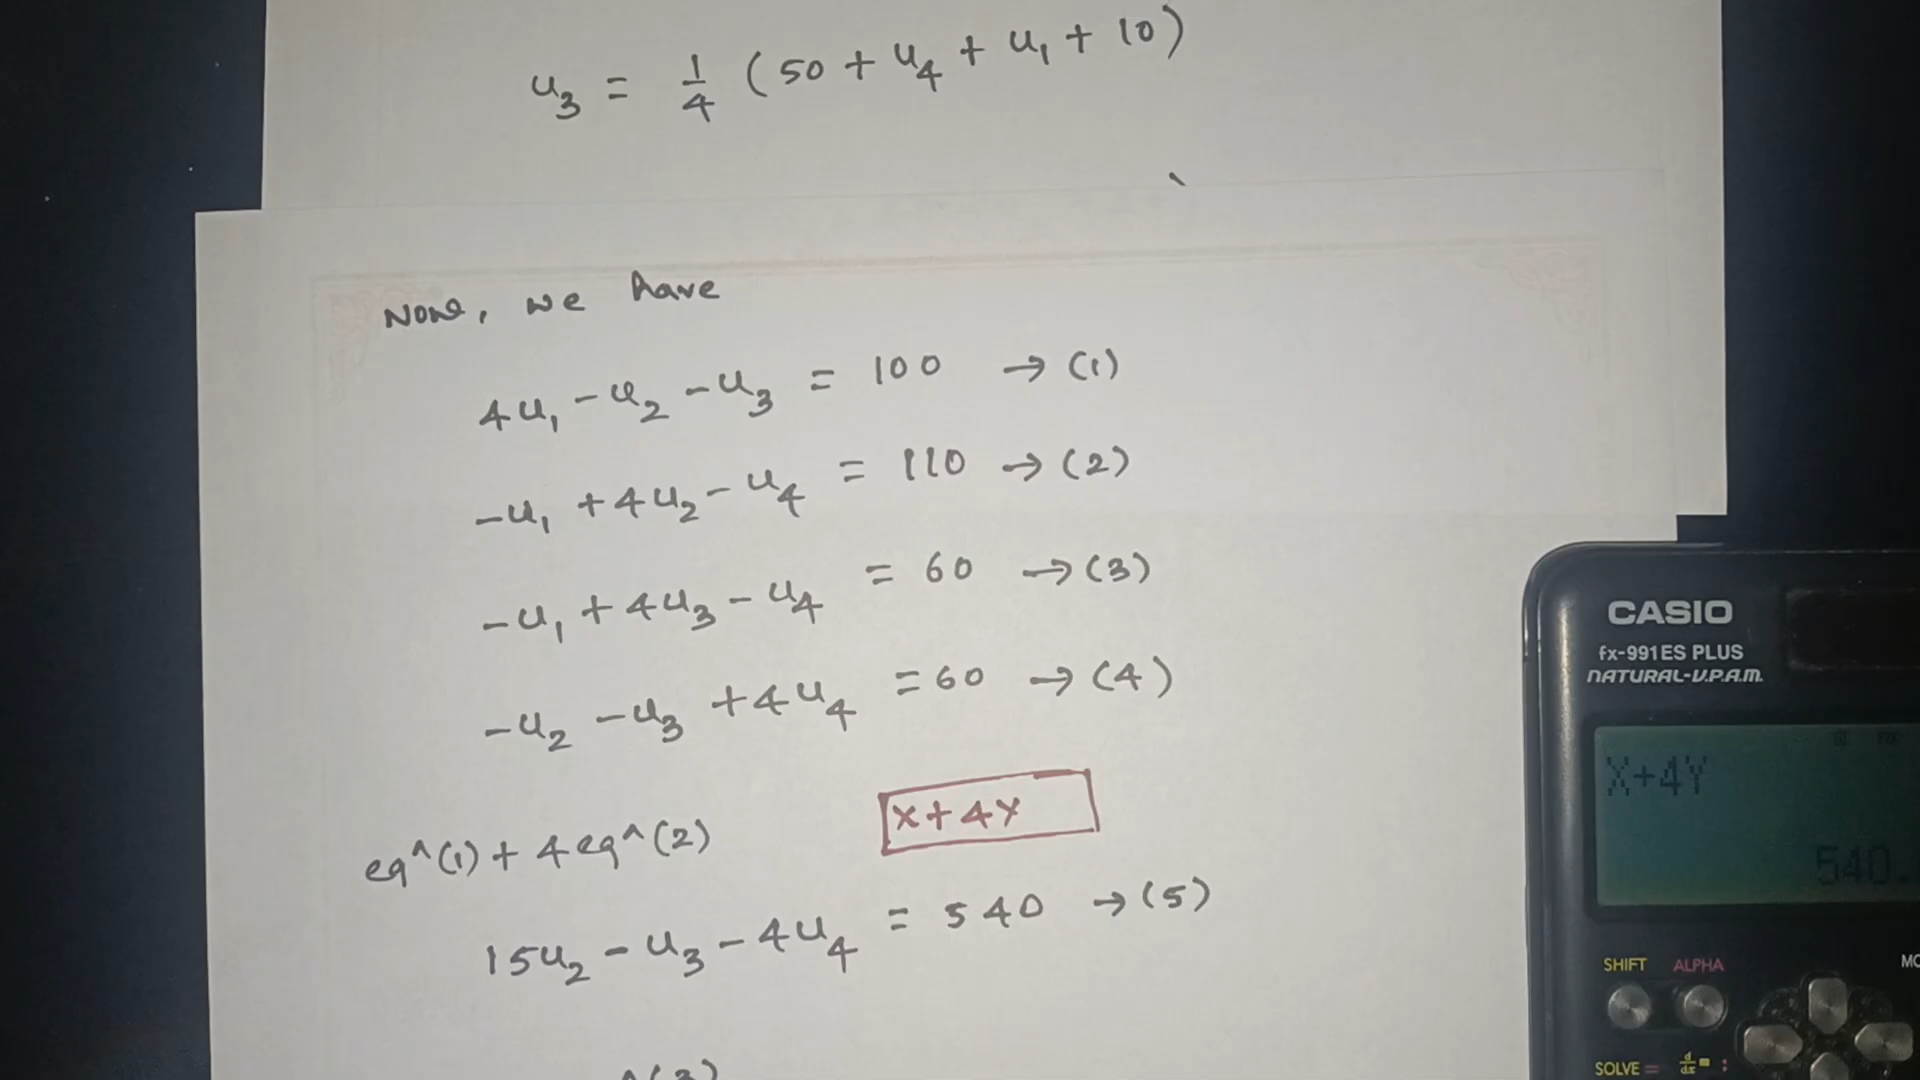 u₃ = 1/4 (50 + u₄ + u₁ + 10)
Now, we have
4u₁ - u₂ - u₃ = 100 → (1)
-u₁ + 4u₂ - u₄ = 110 → (2)
-u₁ + 4u₃ - u₄ = 60 → (3)
-u₂ - u₃ + 4u₄ = 60 → (4)
eq^(1) + 4eq^(2) X+4Y
15u₂ - u₃ - 4u₄ = 540 → (5)
CASIO
fx-991ES PLUS
NATURAL-V.P.A.M.
X+4Y
540.
SHIFT ALPHA
SOLVE = d/dx :